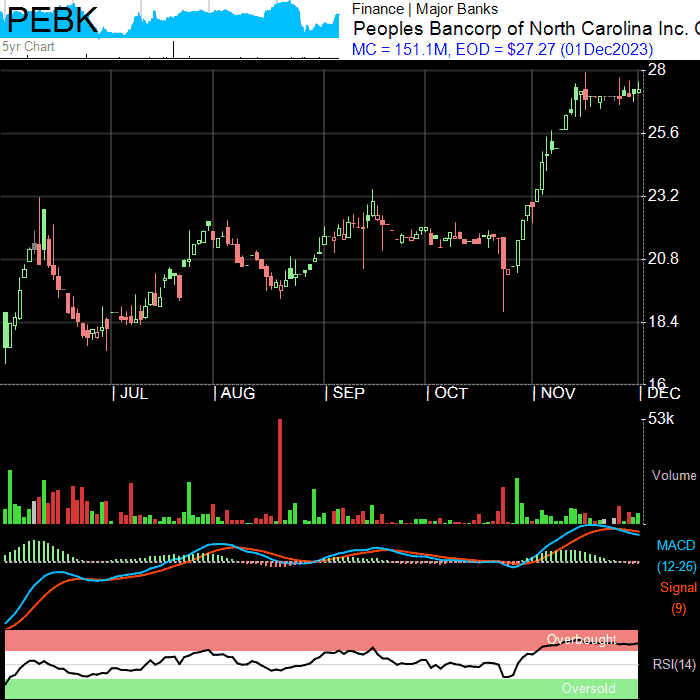 PEBK
5yr Chart
Finance | Major Banks
Peoples Bancorp of North Carolina Inc. C
MC = 151.1M, EOD = $27.27 (01Dec2023)
28
25.6
23.2
20.8
18.4
16
JUL AUG SEP OCT NOV DEC
53k
Volume
MACD
(12-26)
Signal
(9)
Overbought
RSI(14)
Oversold